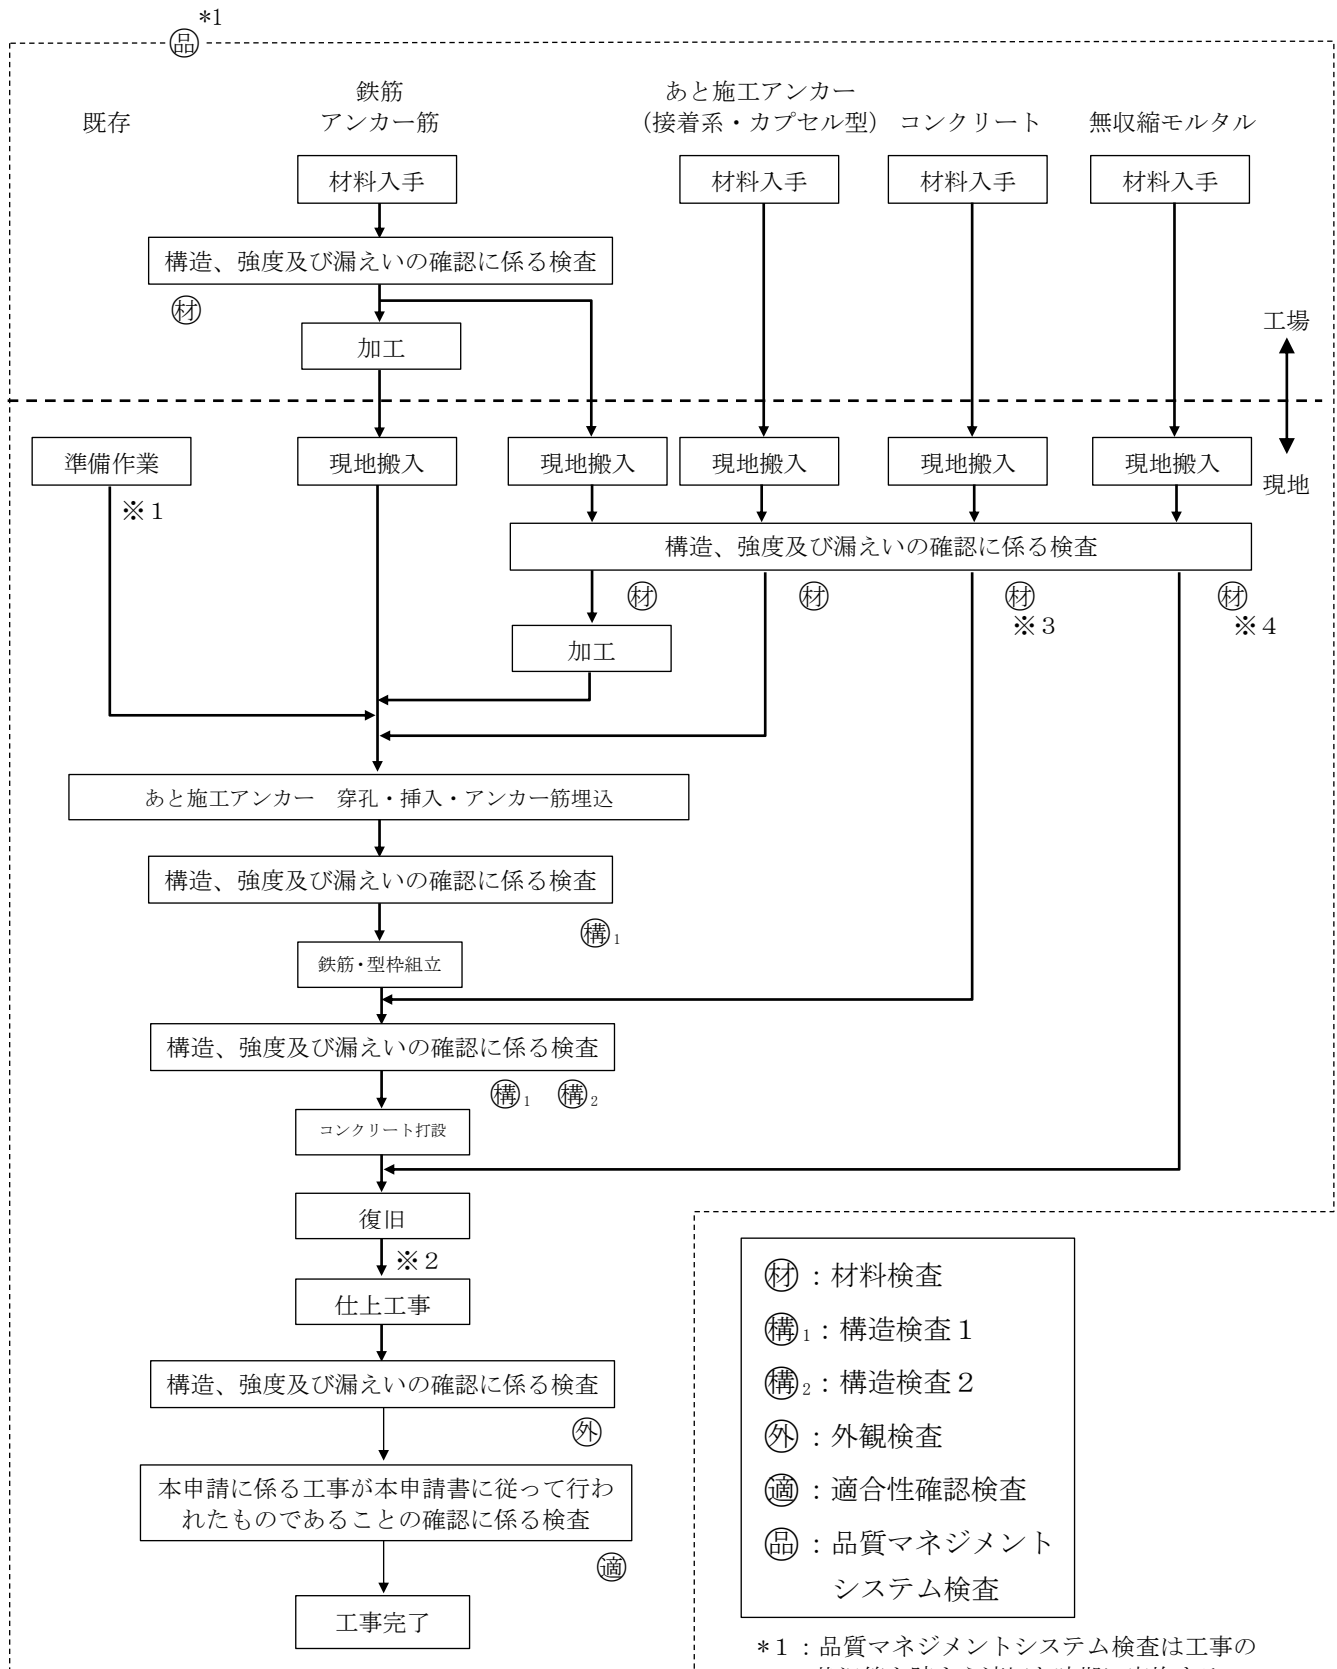 *1
品
鉄筋
既存 アンカー筋
あと施工アンカー
(接着系・カプセル型)
コンクリート
無収縮モルタル
材料入手 材料入手 材料入手 材料入手
構造、強度及び漏えいの確認に係る検査
材
加工
工場
現地
準備作業 現地搬入 現地搬入 現地搬入 現地搬入 現地搬入
※1
構造、強度及び漏えいの確認に係る検査
材 材 材 材
※3 ※4
加工
あと施工アンカー 穿孔・挿入・アンカー筋埋込
構造、強度及び漏えいの確認に係る検査
構1
鉄筋・型枠組立
構造、強度及び漏えいの確認に係る検査
構1 構2
コンクリート打設
復旧
※2
仕上工事
構造、強度及び漏えいの確認に係る検査
外
本申請に係る工事が本申請書に従って行わ
れたものであることの確認に係る検査
適
工事完了
材：材料検査
構1：構造検査1
構2：構造検査2
外：外観検査
適：適合性確認検査
品：品質マネジメント
システム検査
*1：品質マネジメントシステム検査は工事の